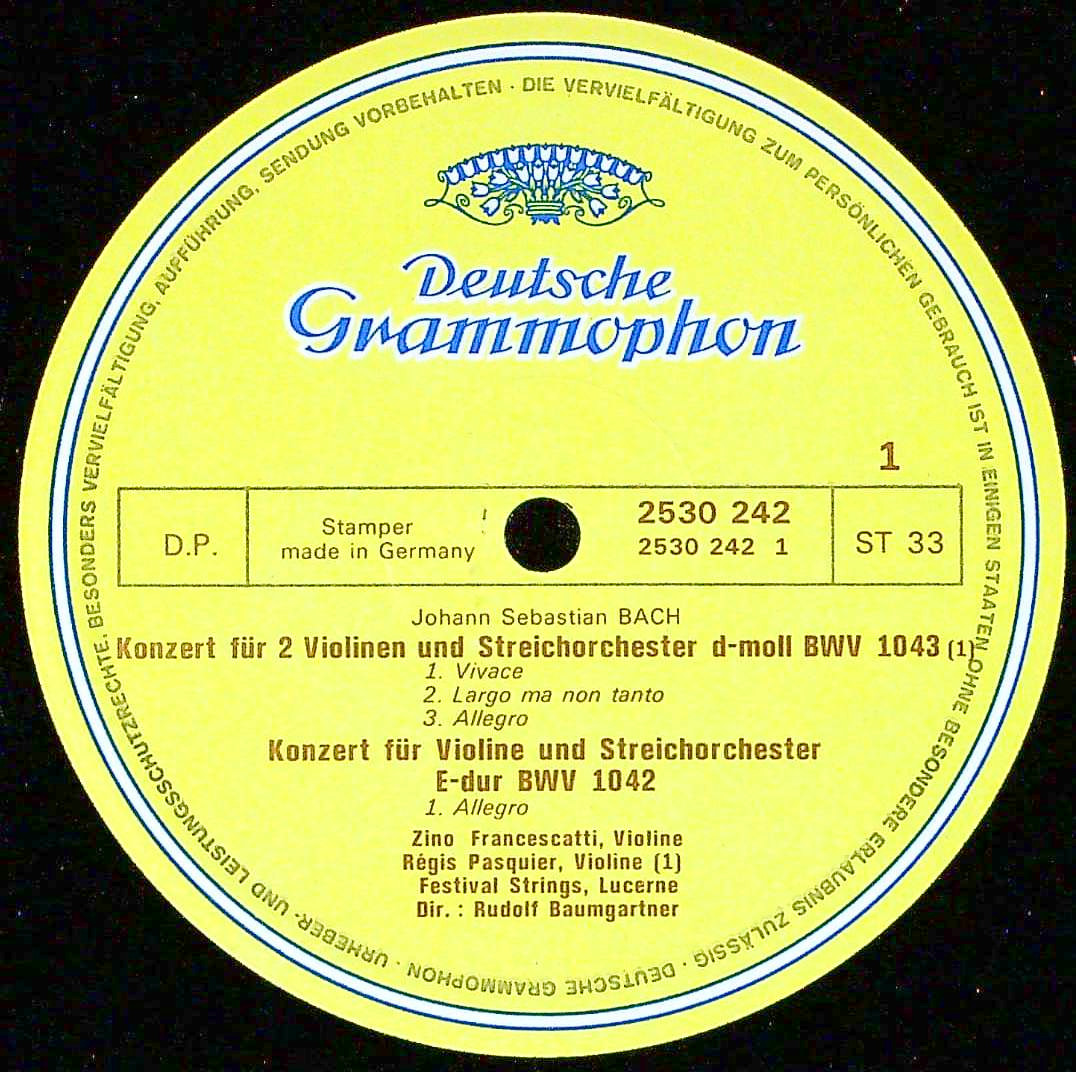 DEUTSCHE GRAMMOPHON · URHEBER- UND LEISTUNGSSCHUTZRECHTE, BESONDERS VERVIELFÄLTIGUNG, AUFFÜHRUNG, SENDUNG VORBEHALTEN · DIE VERVIELFÄLTIGUNG ZUM PERSÖNLICHEN GEBRAUCH IST IN EINIGEN STAATEN OHNE BESONDERE ERLAUBNIS ZULÄSSIG ·
Deutsche
Grammophon
1
D.P.
Stamper
made in Germany
2530 242
2530 242 1
ST 33
Johann Sebastian BACH
Konzert für 2 Violinen und Streichorchester d-moll BWV 1043 (1)
1. Vivace
2. Largo ma non tanto
3. Allegro
Konzert für Violine und Streichorchester
E-dur BWV 1042
1. Allegro
Zino Francescatti, Violine
Régis Pasquier, Violine (1)
Festival Strings, Lucerne
Dir. : Rudolf Baumgartner